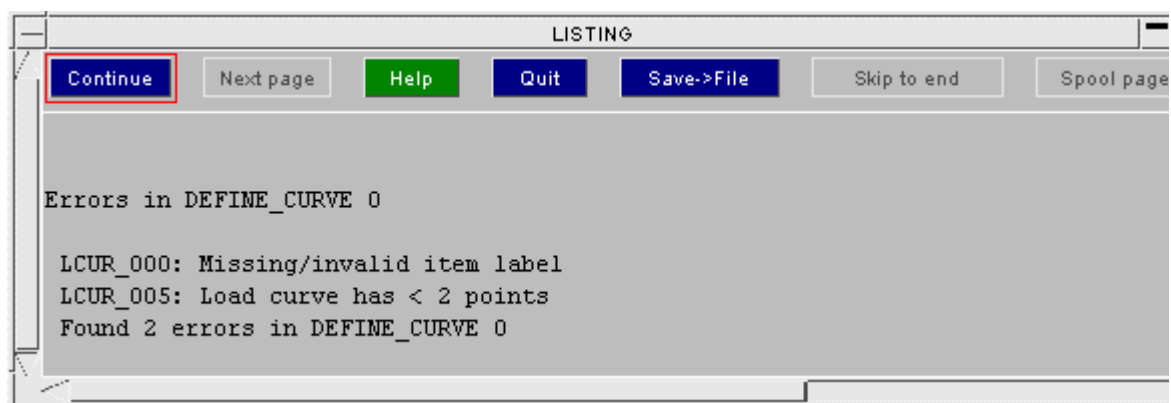 LISTING
Continue Next page Help Quit Save->File Skip to end Spool page
Errors in DEFINE_CURVE 0
LCUR_000: Missing/invalid item label
LCUR_005: Load curve has < 2 points
Found 2 errors in DEFINE_CURVE 0